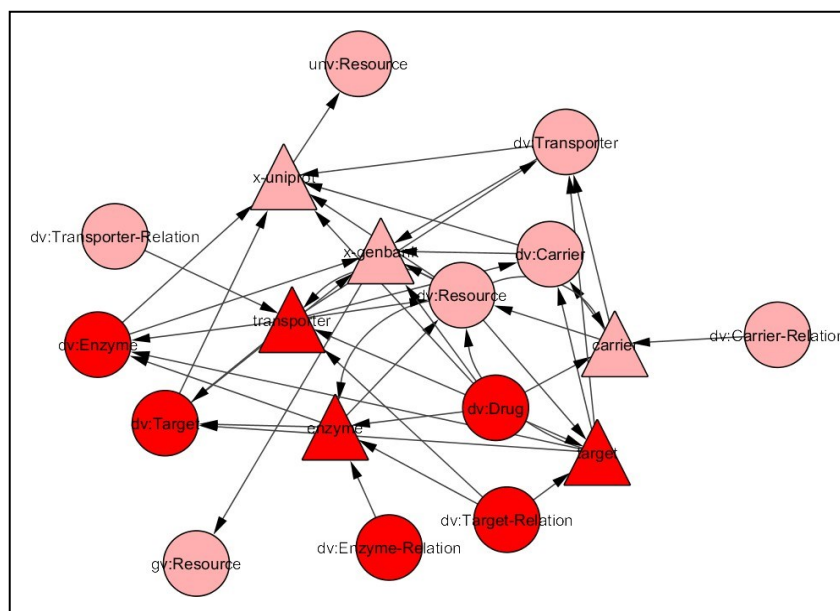 unv:Resource
dv:Transporter
x-uniprot
dv:Transporter-Relation
x-genbank
dv:Carrier
dv:Resource
transporter
dv:Enzyme
carrier
dv:Carrier-Relation
dv:Drug
dv:Target
enzyme
target
dv:Target-Relation
dv:Enzyme-Relation
gv:Resource